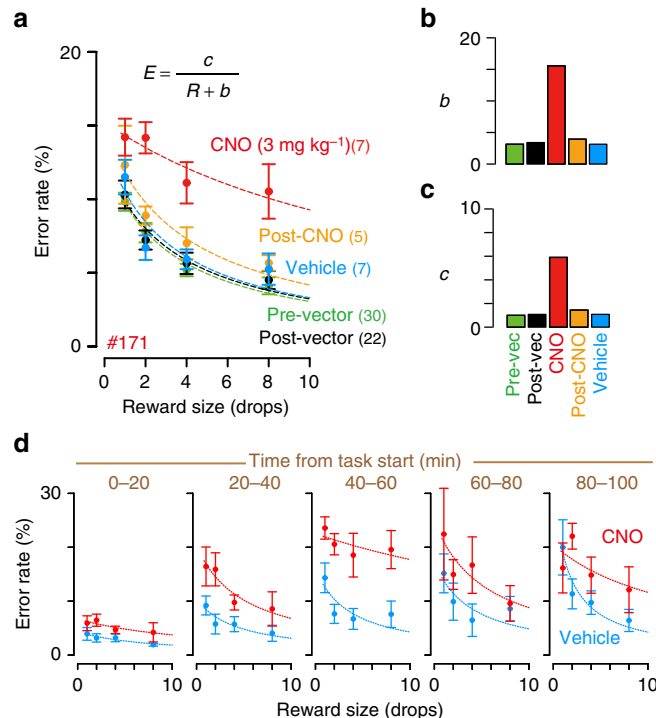 a
20
E = c / (R + b)
CNO (3 mg kg⁻¹)(7)
Post-CNO (5)
Vehicle (7)
Pre-vector (30)
Post-vector (22)
#171
Error rate (%)
0
0 2 4 6 8 10
Reward size (drops)
b
20
b
0
c
10
c
0
Pre-vec
Post-vec
CNO
Post-CNO
Vehicle
d
Time from task start (min)
0–20 20–40 40–60 60–80 80–100
30
Error rate (%)
0
CNO
Vehicle
0 10 0 0 0 0 10
Reward size (drops)